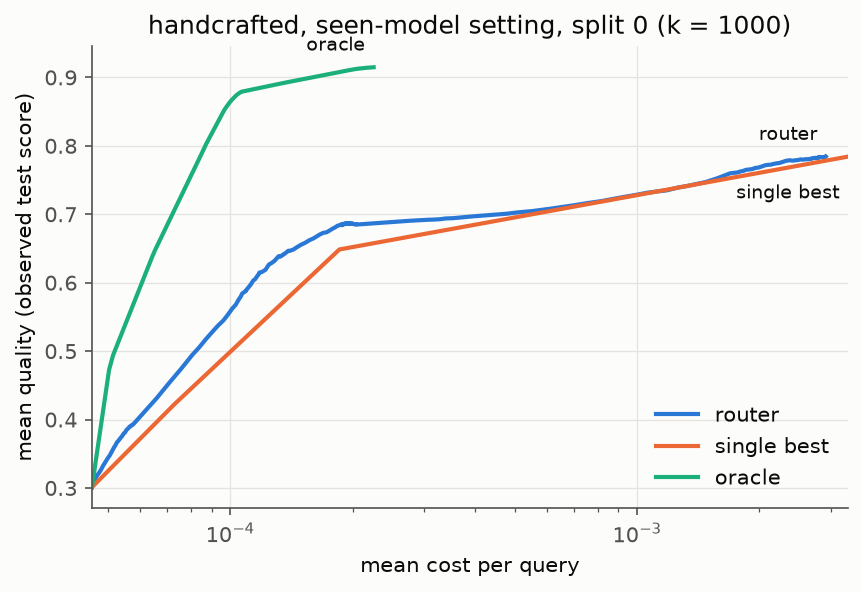 handcrafted, seen-model setting, split 0 (k = 1000)
oracle
router
single best
mean quality (observed test score)
0.9
0.8
0.7
0.6
0.5
0.4
0.3
router
single best
oracle
10⁻⁴
10⁻³
mean cost per query